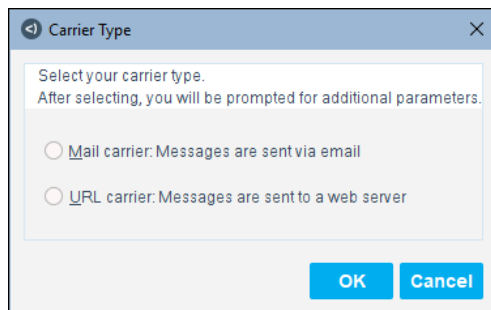 Carrier Type
Select your carrier type.
After selecting, you will be prompted for additional parameters.
Mail carrier: Messages are sent via email
URL carrier: Messages are sent to a web server
OK Cancel